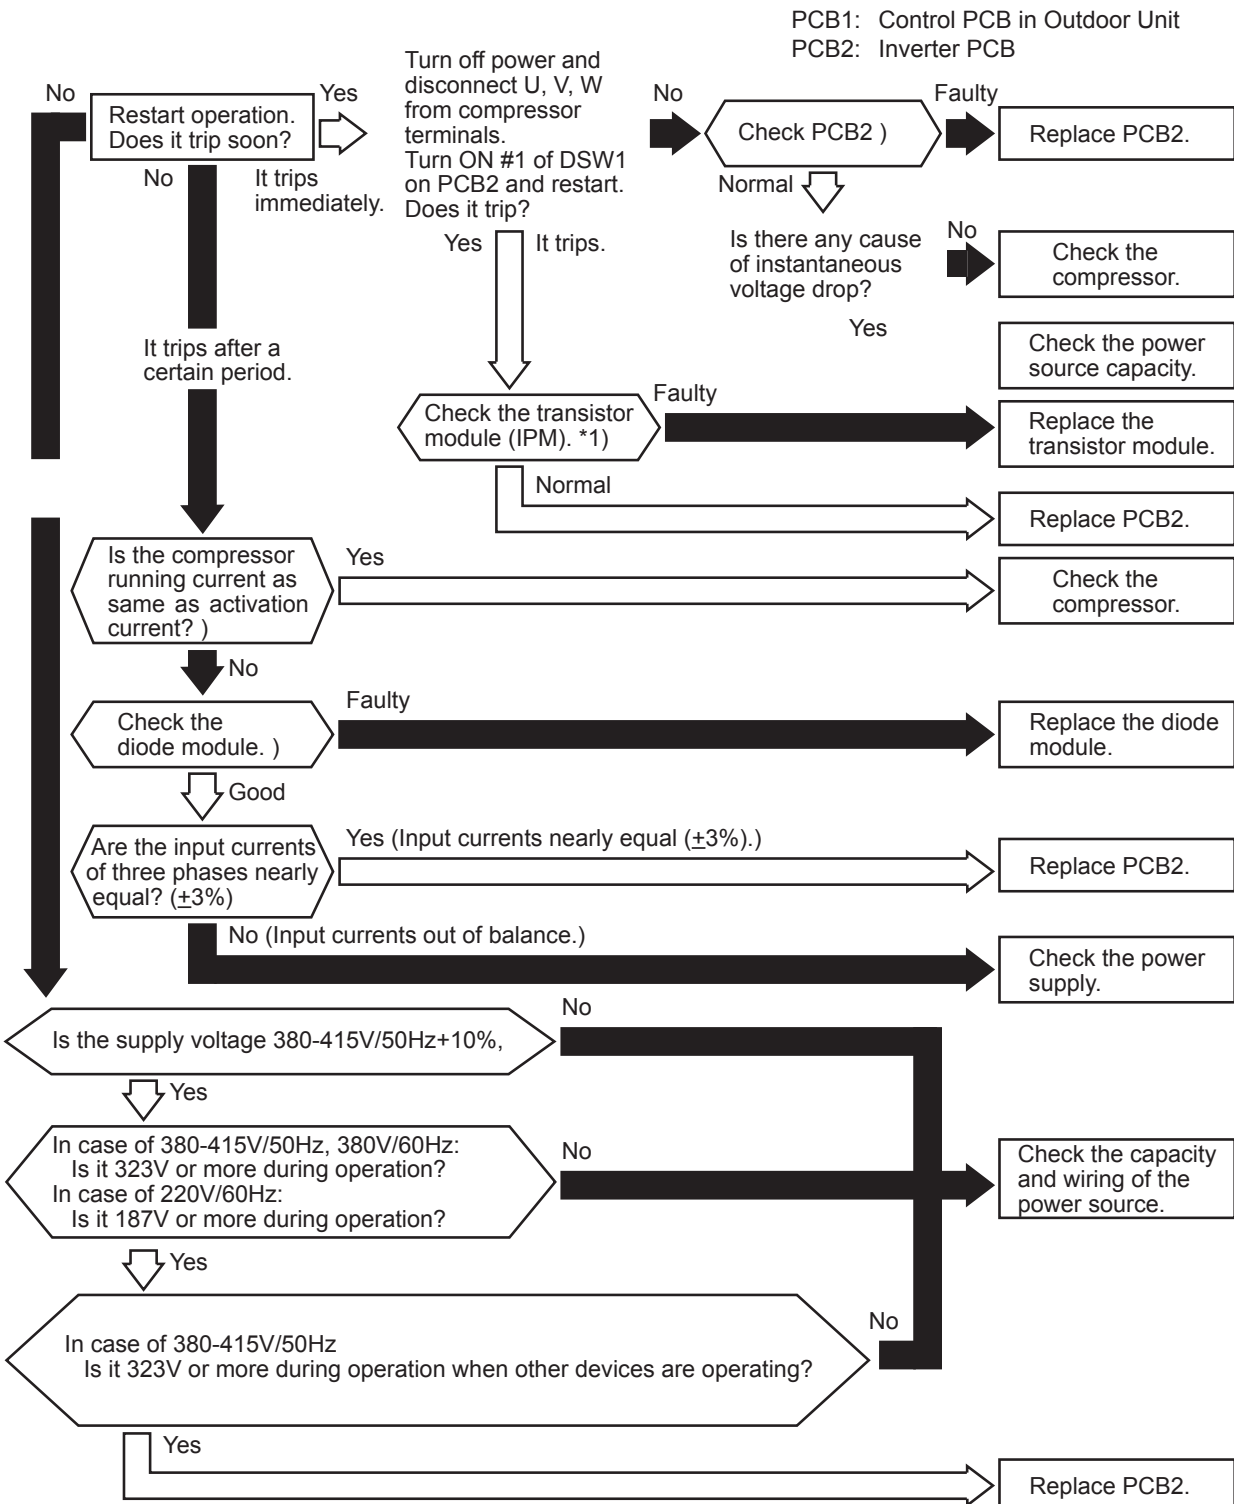 PCB1: Control PCB in Outdoor Unit
PCB2: Inverter PCB
No
Restart operation.
Does it trip soon?
Yes
No
It trips
immediately.
Turn off power and
disconnect U, V, W
from compressor
terminals.
Turn ON #1 of DSW1
on PCB2 and restart.
Does it trip?
No
Check PCB2 )
Faulty
Replace PCB2.
Normal
Yes
It trips.
Is there any cause
of instantaneous
voltage drop?
No
Check the
compressor.
Yes
Check the power
source capacity.
It trips after a
certain period.
Check the transistor
module (IPM). *1)
Faulty
Replace the
transistor module.
Normal
Replace PCB2.
Is the compressor
running current as
same as activation
current? )
Yes
Check the
compressor.
No
Check the
diode module. )
Faulty
Replace the diode
module.
Good
Are the input currents
of three phases nearly
equal? (±3%)
Yes (Input currents nearly equal (±3%).)
Replace PCB2.
No (Input currents out of balance.)
Check the power
supply.
Is the supply voltage 380-415V/50Hz+10%,
No
Yes
In case of 380-415V/50Hz, 380V/60Hz:
Is it 323V or more during operation?
In case of 220V/60Hz:
Is it 187V or more during operation?
No
Check the capacity
and wiring of the
power source.
Yes
In case of 380-415V/50Hz
Is it 323V or more during operation when other devices are operating?
No
Yes
Replace PCB2.